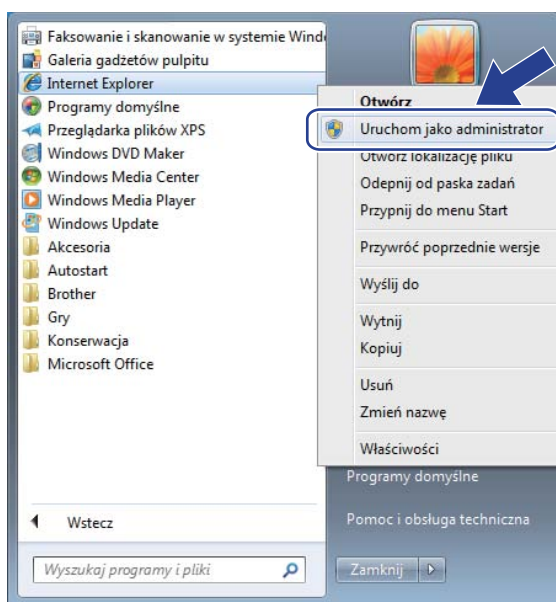 Faksowanie i skanowanie w systemie Wind
Galeria gadżetów pulpitu
Internet Explorer
Programy domyślne
Przeglądarka plików XPS
Windows DVD Maker
Windows Media Center
Windows Media Player
Windows Update
Akcesoria
Autostart
Brother
Gry
Konserwacja
Microsoft Office
Wstecz
Wyszukaj programy i pliki
Otwórz
Uruchom jako administrator
Otwórz lokalizację pliku
Odepnij od paska zadań
Przypnij do menu Start
Przywróć poprzednie wersje
Wyślij do
Wytnij
Kopiuj
Usuń
Zmień nazwę
Właściwości
Programy domyślne
Pomoc i obsługa techniczna
Zamknij